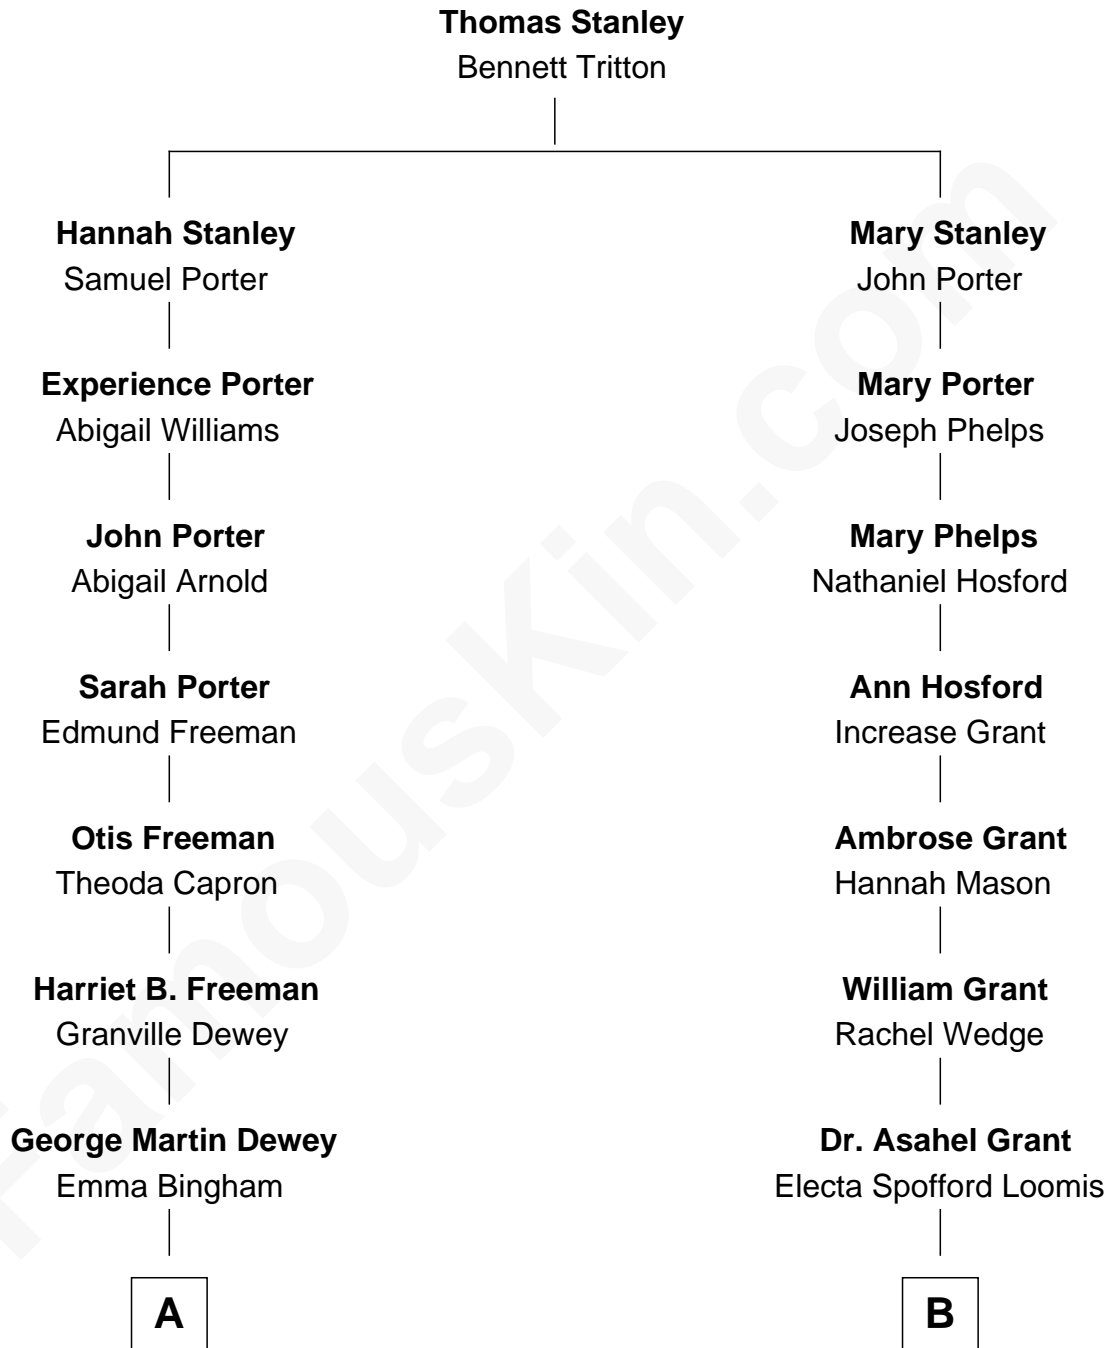 Thomas Stanley
Bennett Tritton
Hannah Stanley
Samuel Porter
Mary Stanley
John Porter
Experience Porter
Abigail Williams
Mary Porter
Joseph Phelps
John Porter
Abigail Arnold
Mary Phelps
Nathaniel Hosford
Sarah Porter
Edmund Freeman
Ann Hosford
Increase Grant
Otis Freeman
Theoda Capron
Ambrose Grant
Hannah Mason
Harriet B. Freeman
Granville Dewey
William Grant
Rachel Wedge
George Martin Dewey
Emma Bingham
Dr. Asahel Grant
Electa Spofford Loomis
A
B
FamousKin.com